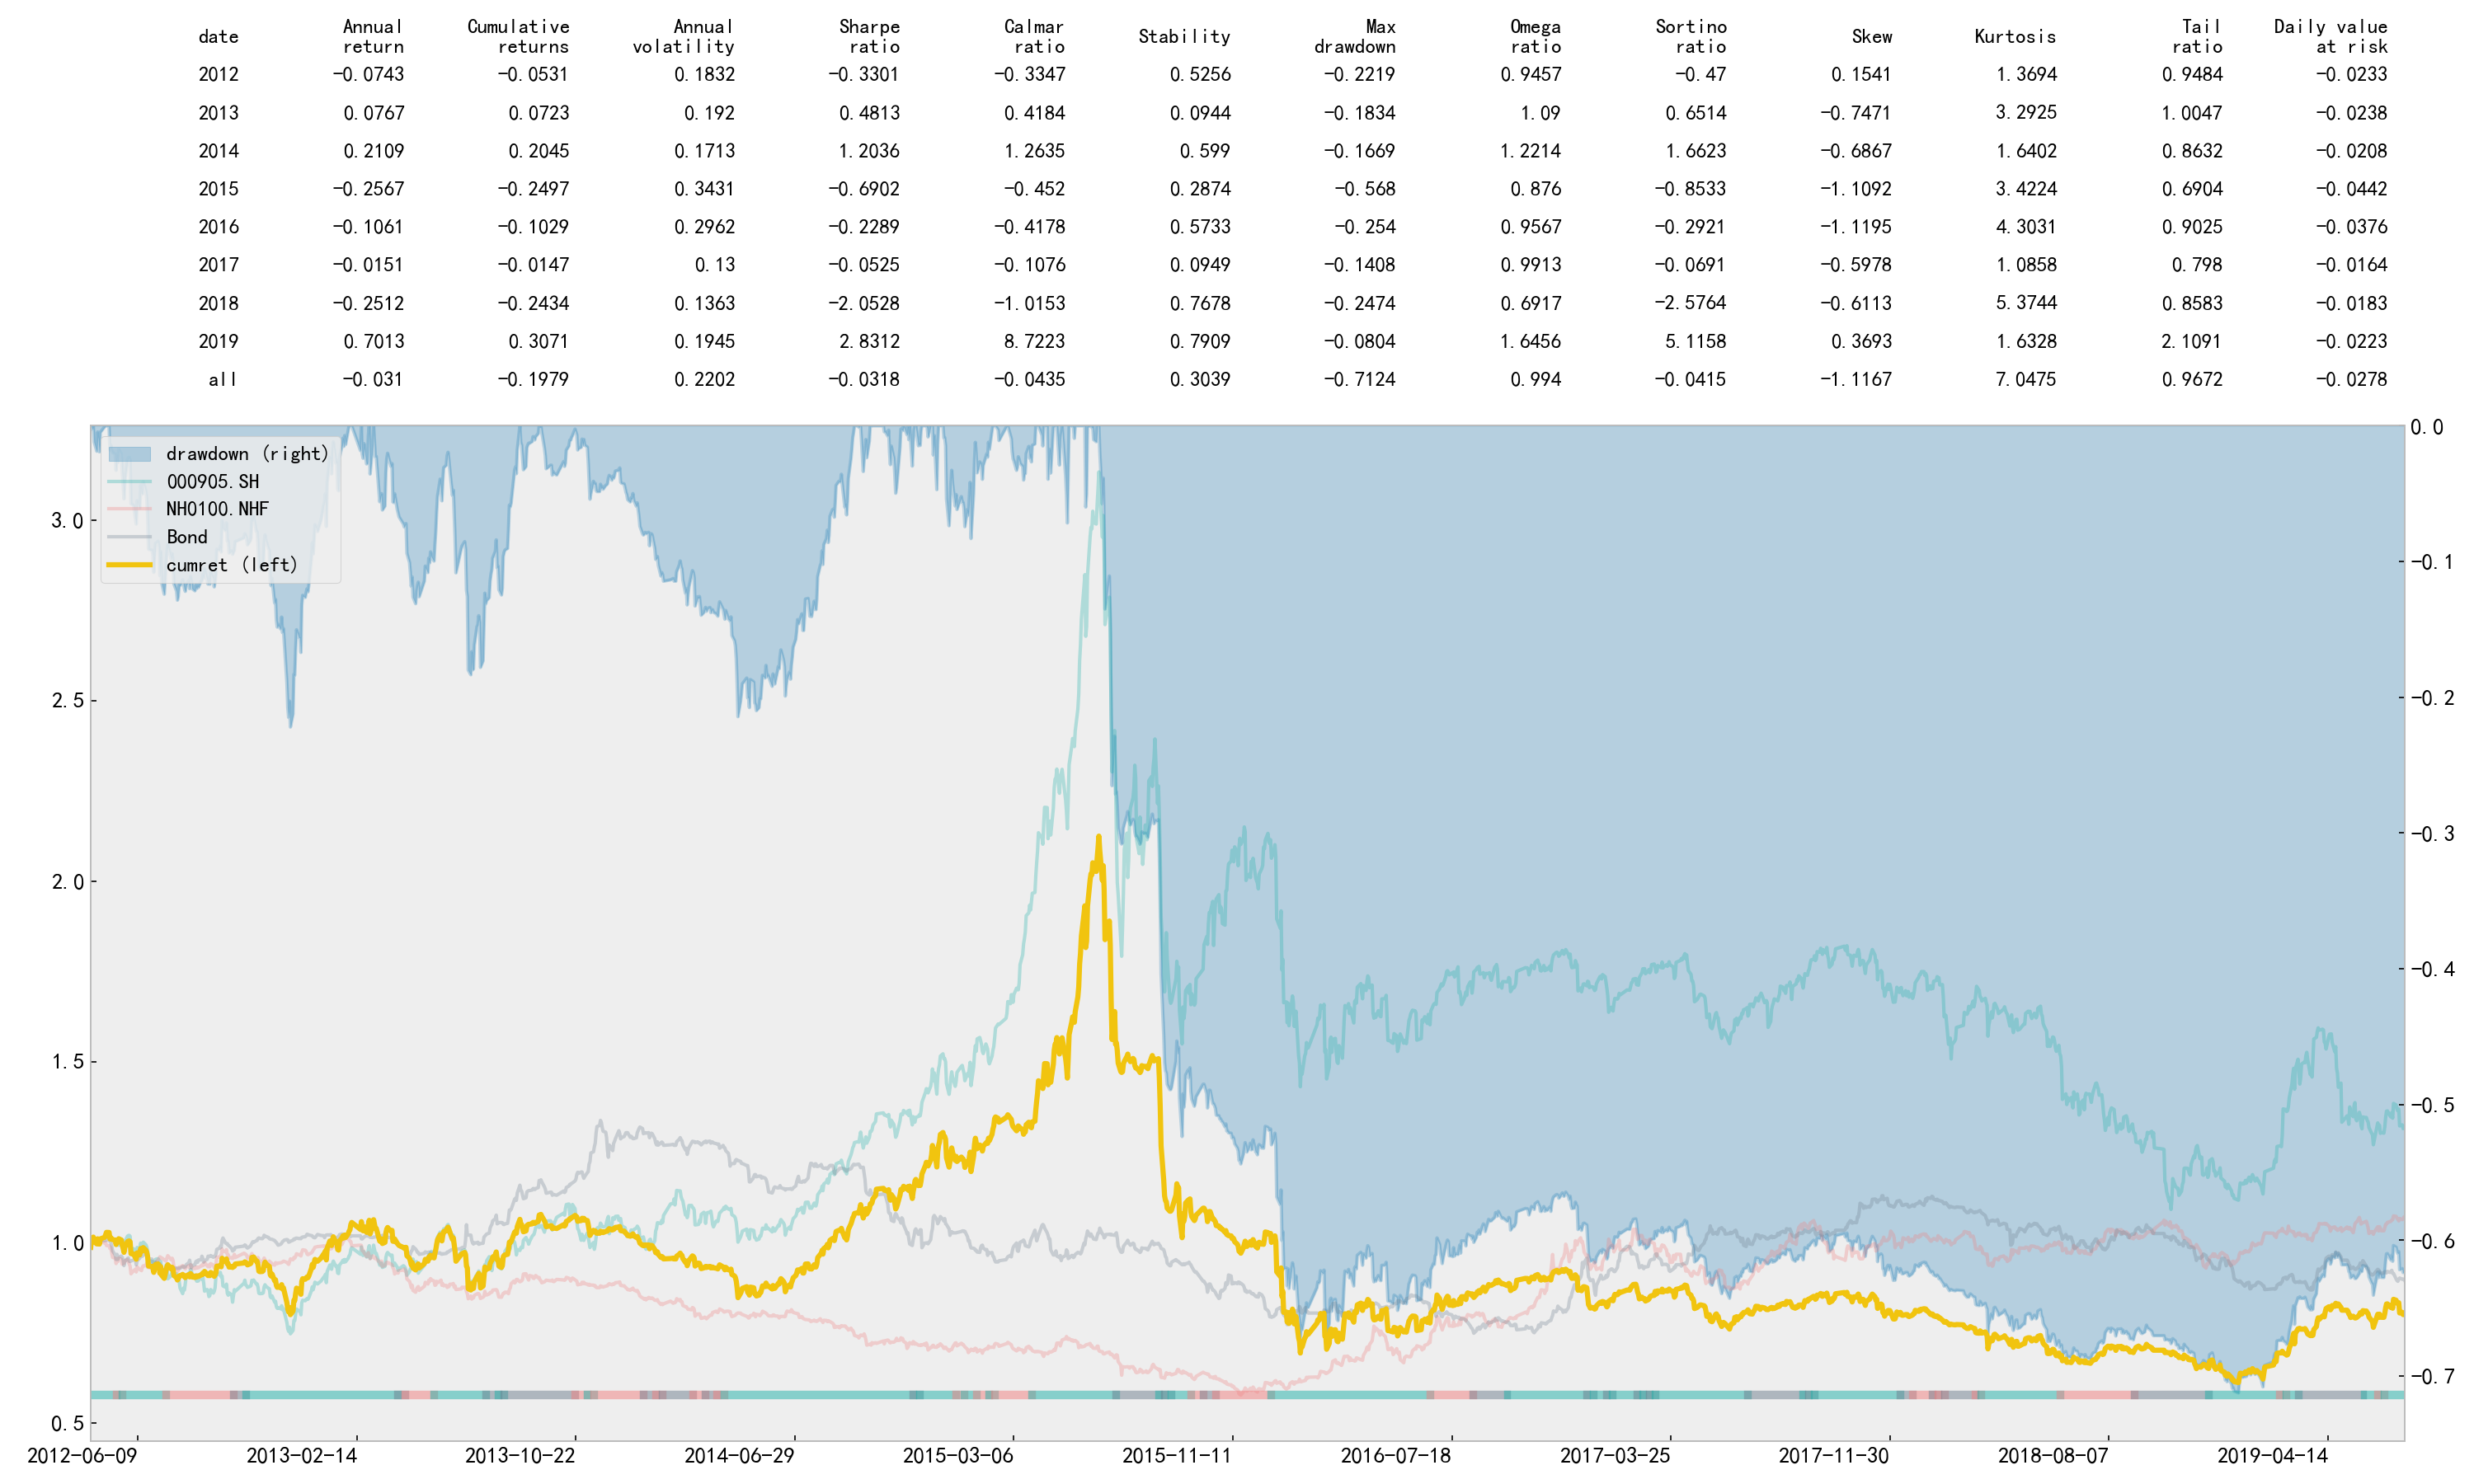 date Annual return Cumulative returns Annual volatility Sharpe ratio Calmar ratio Stability Max drawdown Omega ratio Sortino ratio Skew Kurtosis Tail ratio Daily value at risk
2012 -0.0743 -0.0531 0.1832 -0.3301 -0.3347 0.5256 -0.2219 0.9457 -0.47 0.1541 1.3694 0.9484 -0.0233
2013 0.0767 0.0723 0.192 0.4813 0.4184 0.0944 -0.1834 1.09 0.6514 -0.7471 3.2925 1.0047 -0.0238
2014 0.2109 0.2045 0.1713 1.2036 1.2635 0.599 -0.1669 1.2214 1.6623 -0.6867 1.6402 0.8632 -0.0208
2015 -0.2567 -0.2497 0.3431 -0.6902 -0.452 0.2874 -0.568 0.876 -0.8533 -1.1092 3.4224 0.6904 -0.0442
2016 -0.1061 -0.1029 0.2962 -0.2289 -0.4178 0.5733 -0.254 0.9567 -0.2921 -1.1195 4.3031 0.9025 -0.0376
2017 -0.0151 -0.0147 0.13 -0.0525 -0.1076 0.0949 -0.1408 0.9913 -0.0691 -0.5978 1.0858 0.798 -0.0164
2018 -0.2512 -0.2434 0.1363 -2.0528 -1.0153 0.7678 -0.2474 0.6917 -2.5764 -0.6113 5.3744 0.8583 -0.0183
2019 0.7013 0.3071 0.1945 2.8312 8.7223 0.7909 -0.0804 1.6456 5.1158 0.3693 1.6328 2.1091 -0.0223
all -0.031 -0.1979 0.2202 -0.0318 -0.0435 0.3039 -0.7124 0.994 -0.0415 -1.1167 7.0475 0.9672 -0.0278
drawdown (right)
000905.SH
NH0100.NHF
Bond
cumret (left)
3.0
2.5
2.0
1.5
1.0
0.5
0.0
-0.1
-0.2
-0.3
-0.4
-0.5
-0.6
-0.7
2012-06-09 2013-02-14 2013-10-22 2014-06-29 2015-03-06 2015-11-11 2016-07-18 2017-03-25 2017-11-30 2018-08-07 2019-04-14